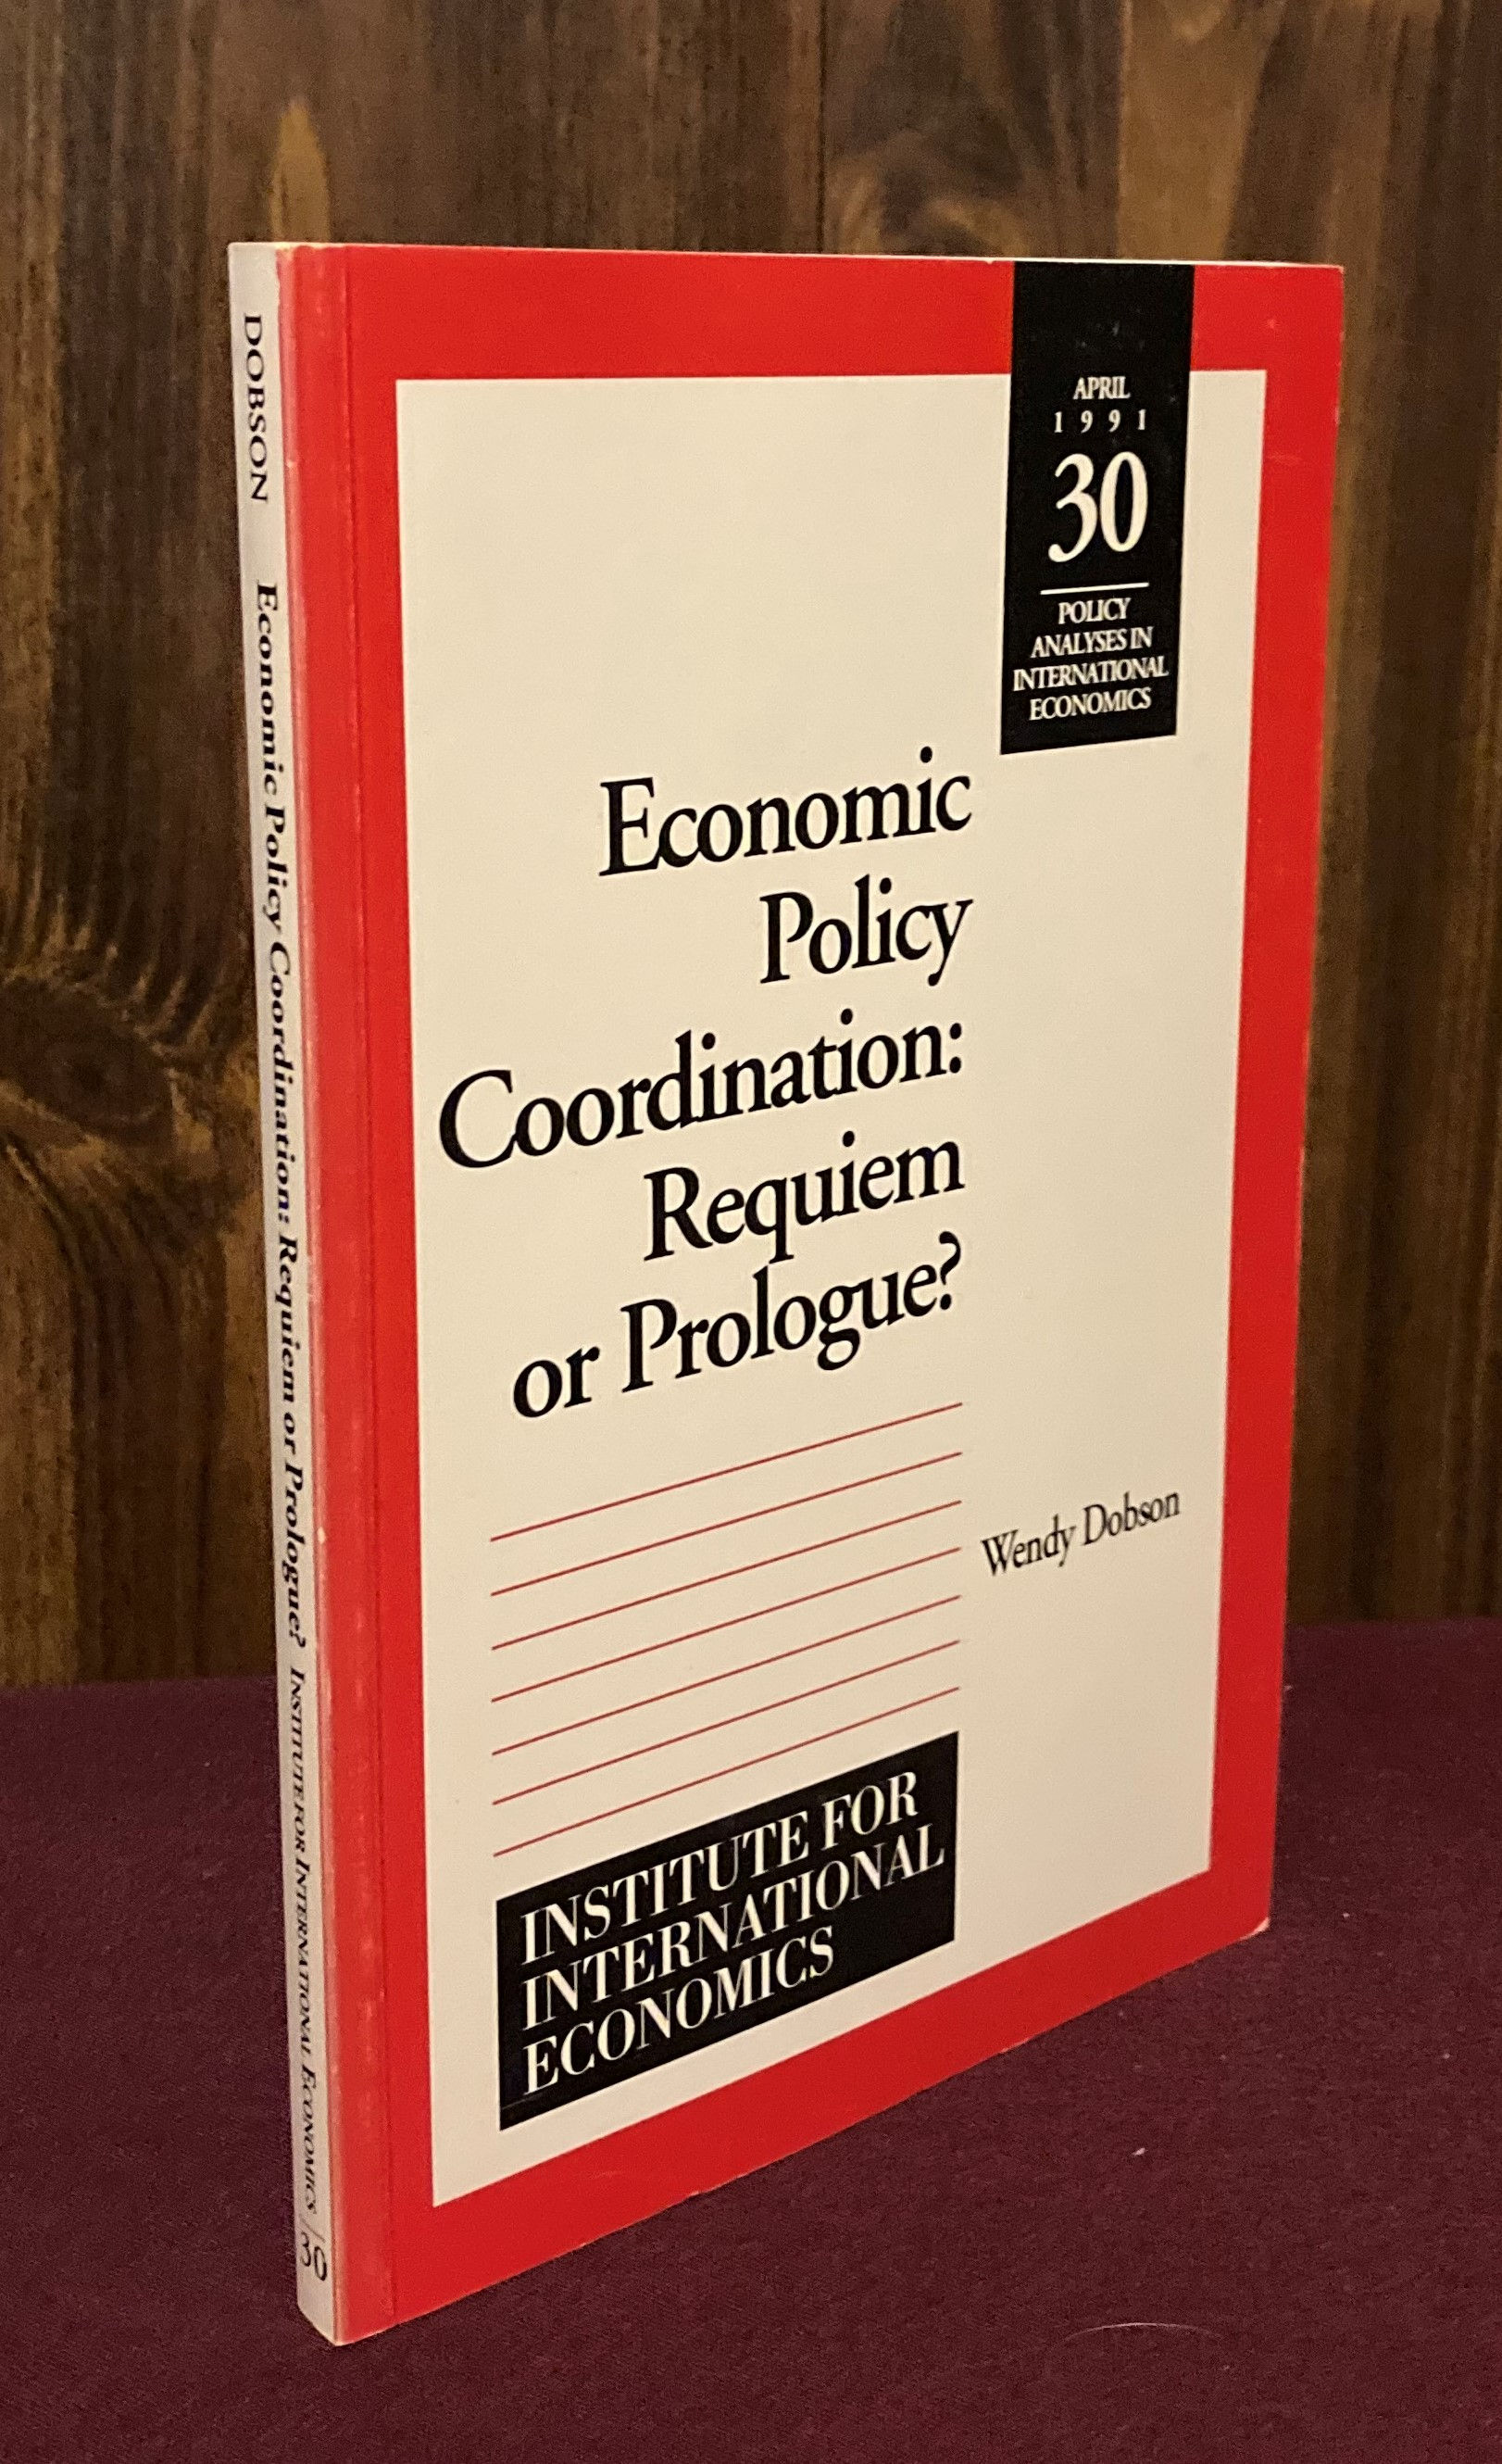 DOBSON Economic Policy Coordination: Requiem or Prologue? INSTITUTE FOR INTERNATIONAL ECONOMICS / 30
APRIL
1991
30
POLICY
ANALYSES IN
INTERNATIONAL
ECONOMICS
Economic
Policy
Coordination:
Requiem
or Prologue?
Wendy Dobson
INSTITUTE FOR
INTERNATIONAL
ECONOMICS